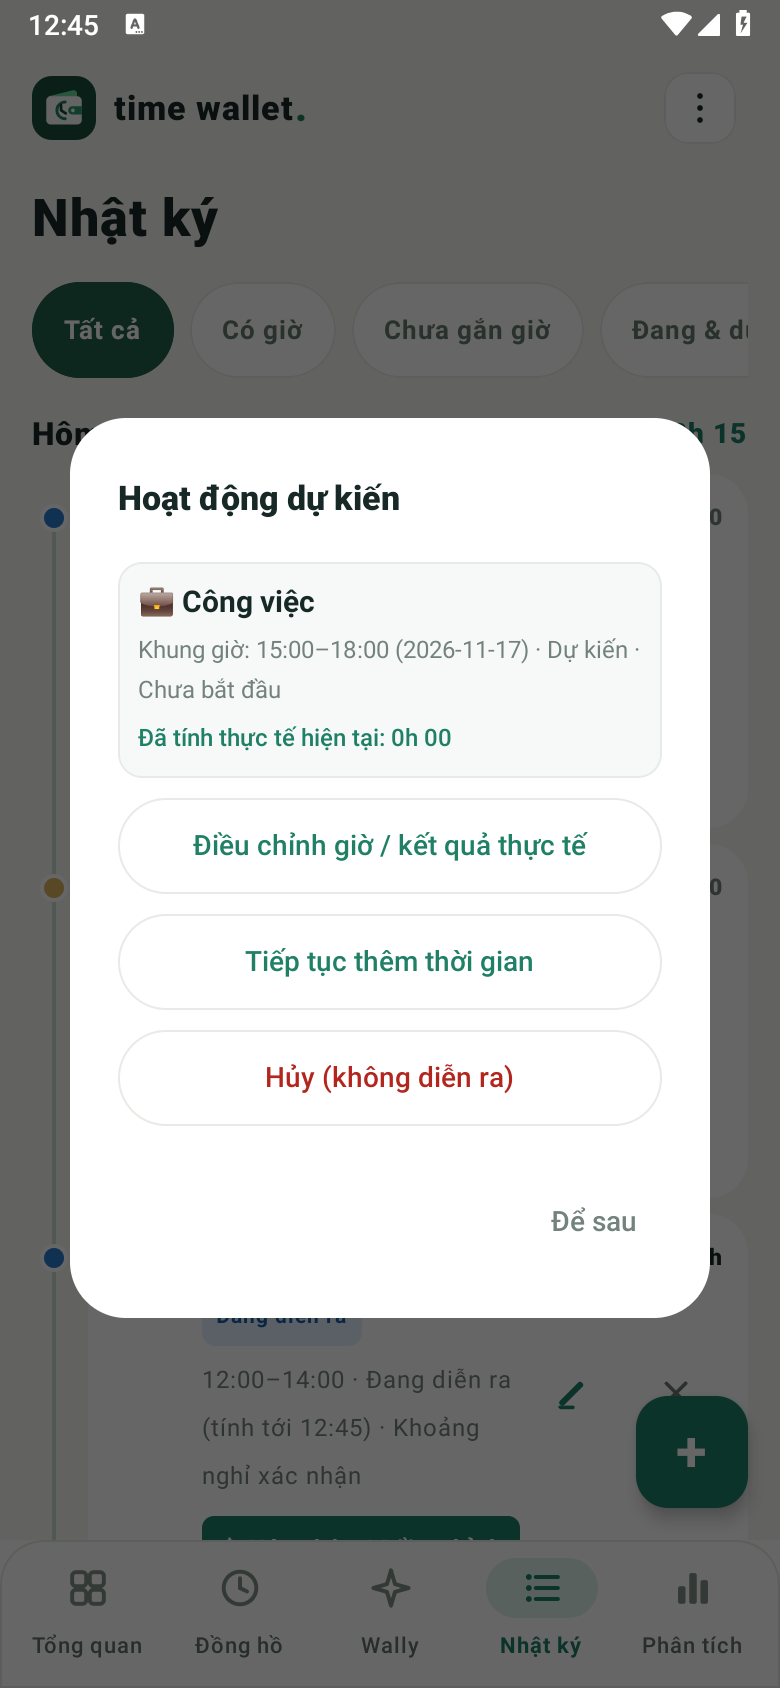 12:45
time wallet.
Nhật ký
Tất cả
Có giờ
Chưa gắn giờ
Đang &
15
Hoạt động dự kiến
Công việc
Khung giờ: 15:00–18:00 (2026-11-17) · Dự kiến ·
Chưa bắt đầu
Đã tính thực tế hiện tại: 0h 00
Điều chỉnh giờ / kết quả thực tế
Tiếp tục thêm thời gian
Hủy (không diễn ra)
Để sau
Đang diễn ra
12:00–14:00 · Đang diễn ra
(tính tới 12:45) · Khoảng
nghỉ xác nhận
Tổng quan
Đồng hồ
Wally
Nhật ký
Phân tích